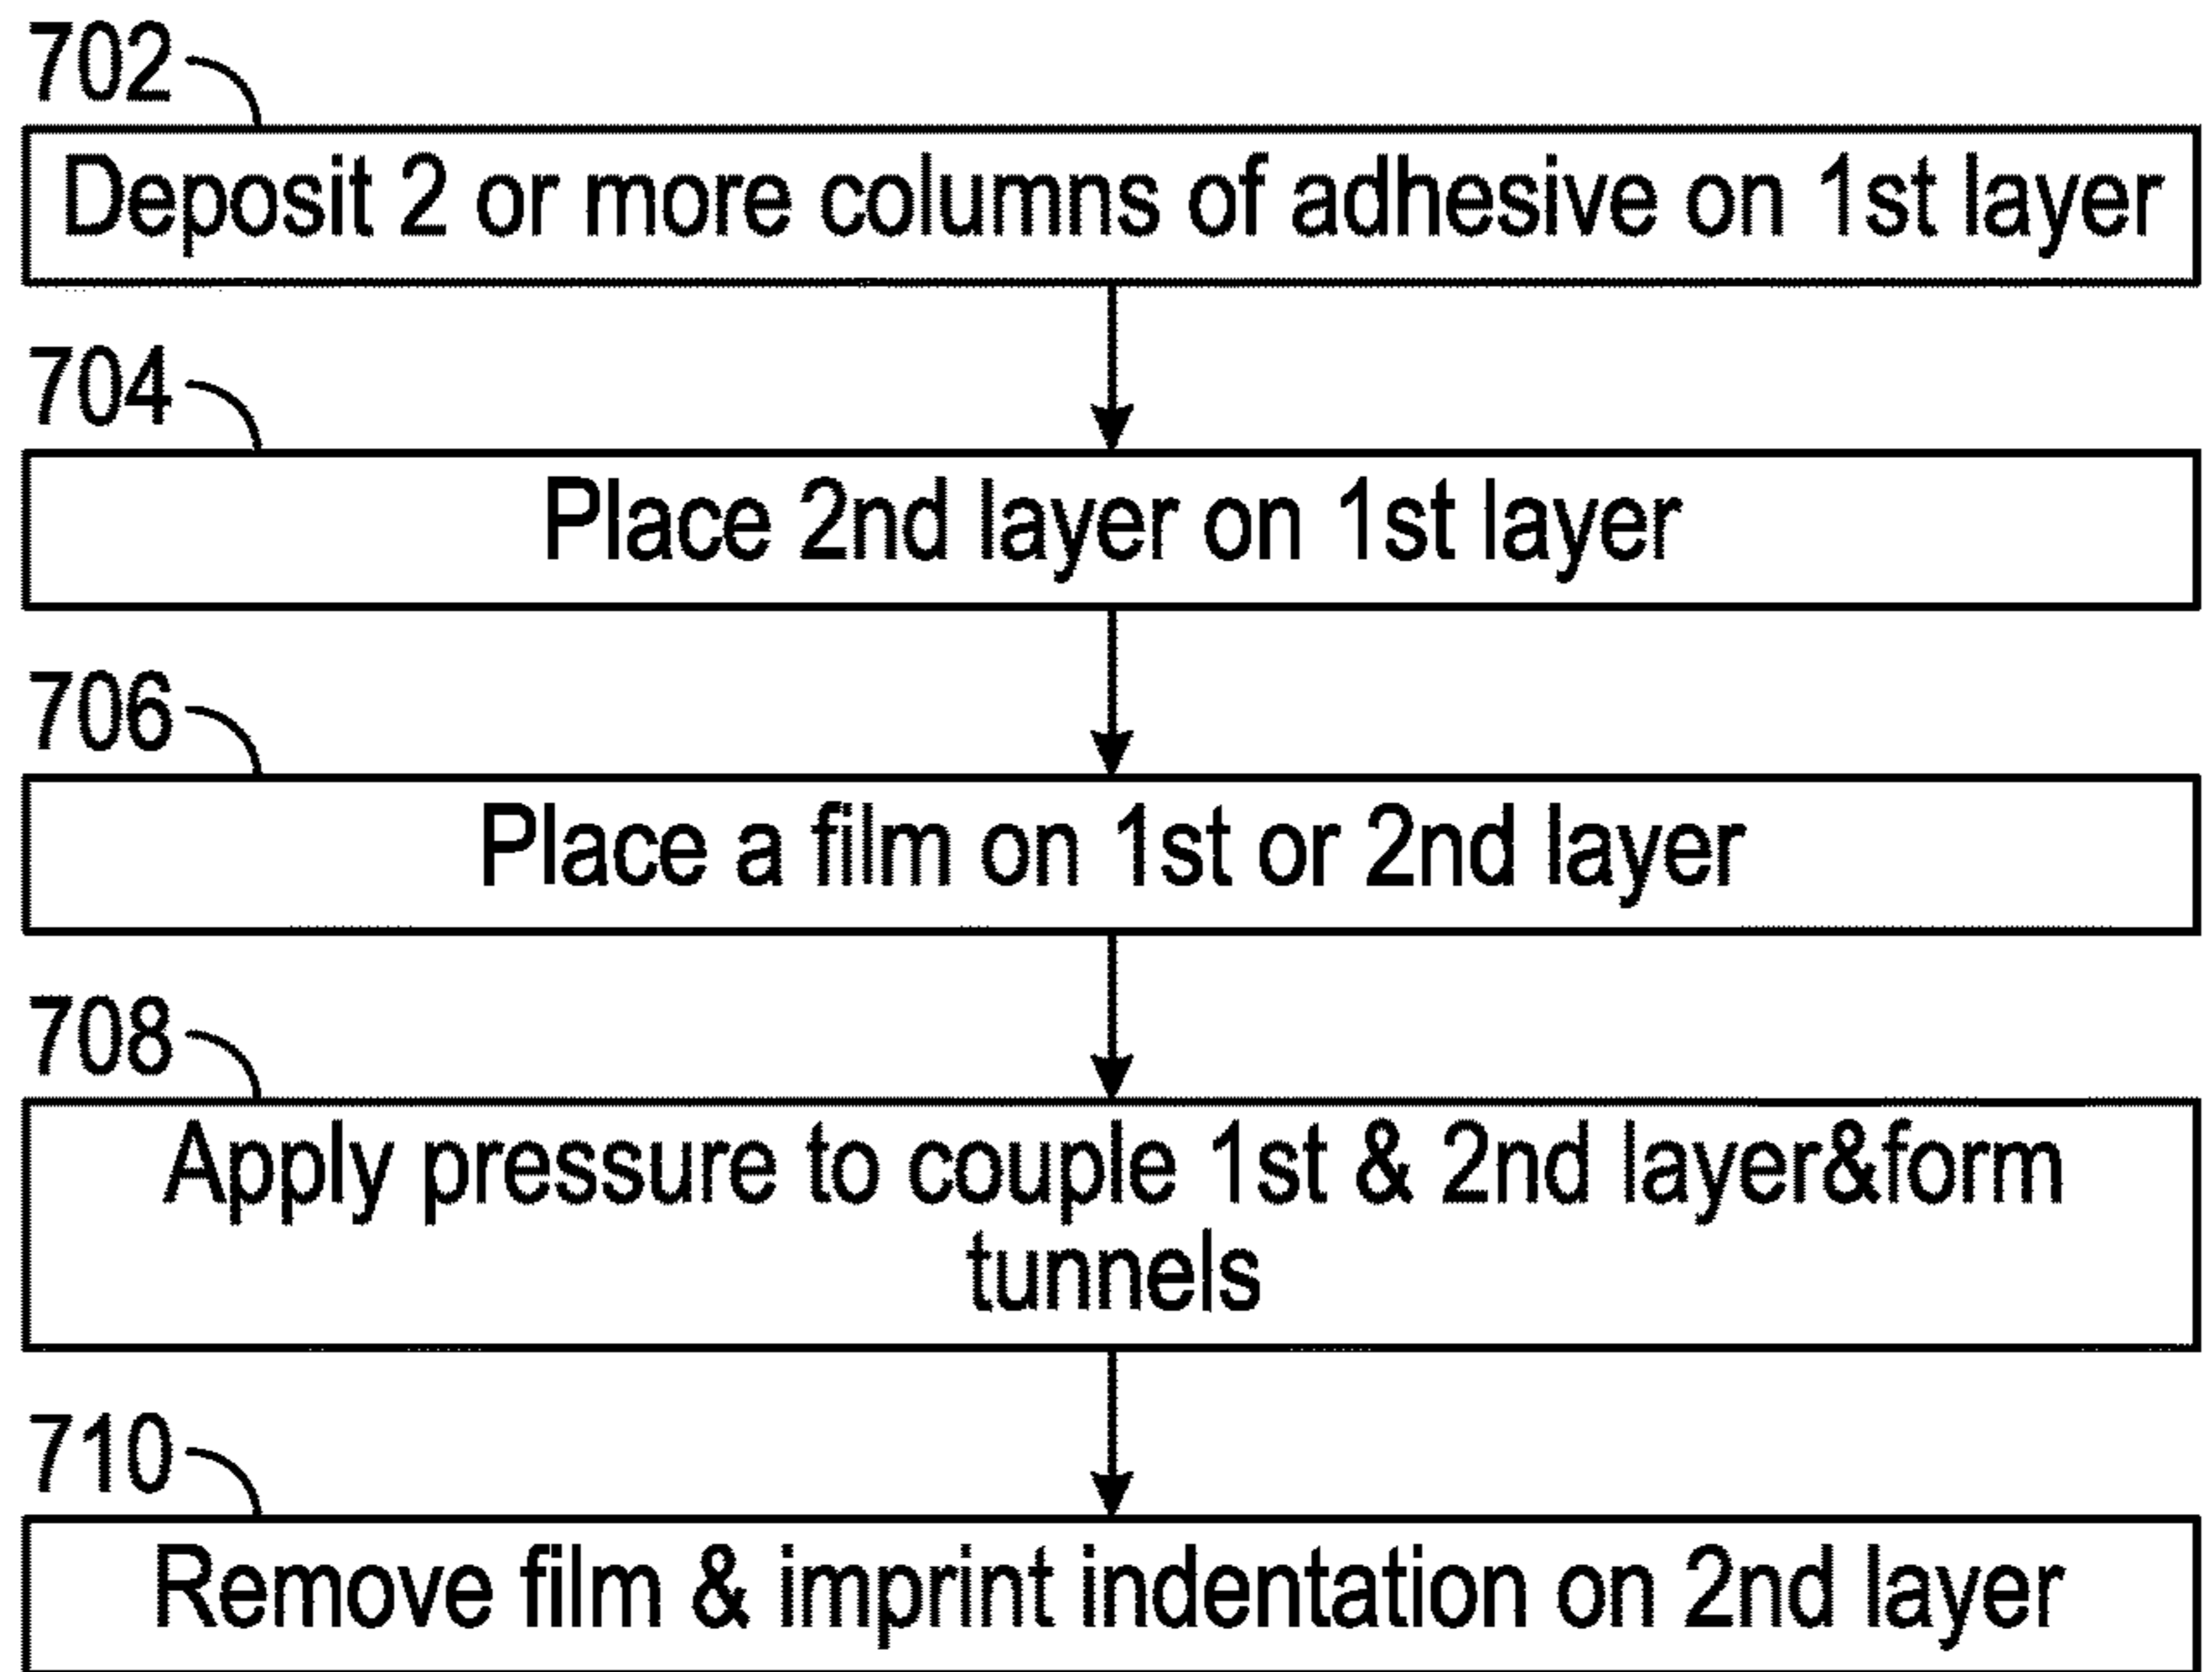 702
Deposit 2 or more columns of adhesive on 1st layer
704
Place 2nd layer on 1st layer
706
Place a film on 1st or 2nd layer
708
Apply pressure to couple 1st & 2nd layer&form
tunnels
710
Remove film & imprint indentation on 2nd layer